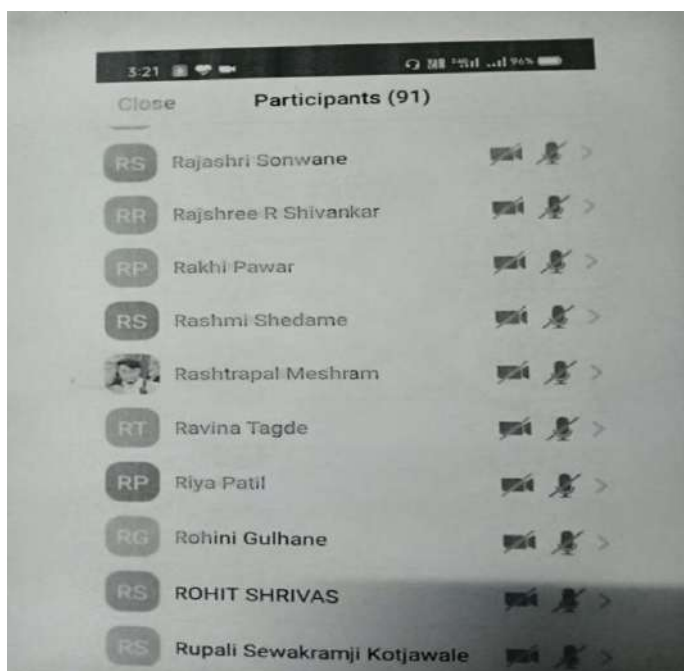 3:21 96%
Close Participants (91)
RS Rajashri Sonwane
RR Rajshree R Shivankar
RP Rakhi Pawar
RS Rashmi Shedame
Rashtrapal Meshram
RT Ravina Tagde
RP Riya Patil
RG Rohini Gulhane
RS ROHIT SHRIVAS
RS Rupali Sewakramji Kotjawale